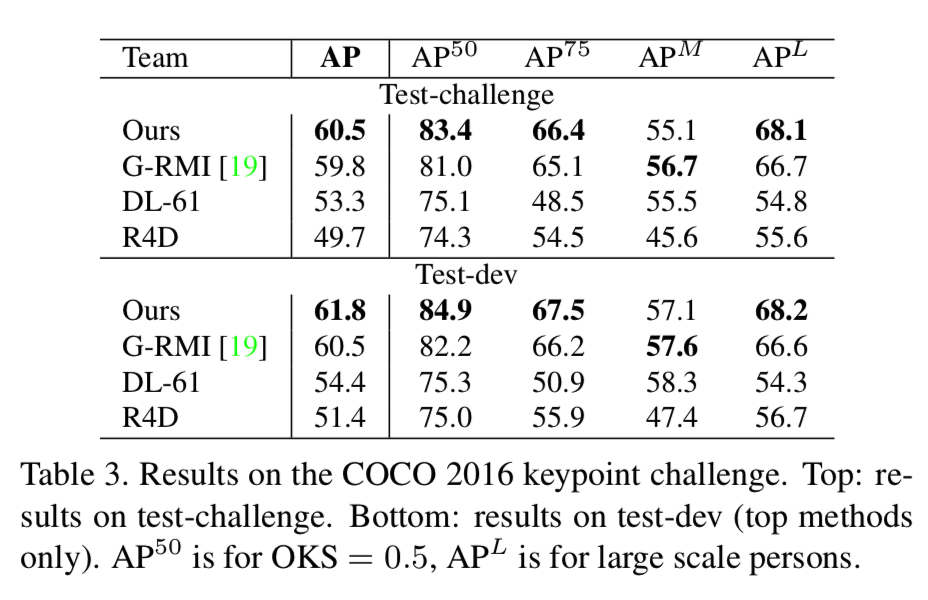 Team AP AP^50 AP^75 AP^M AP^L
Test-challenge
Ours 60.5 83.4 66.4 55.1 68.1
G-RMI [19] 59.8 81.0 65.1 56.7 66.7
DL-61 53.3 75.1 48.5 55.5 54.8
R4D 49.7 74.3 54.5 45.6 55.6
Test-dev
Ours 61.8 84.9 67.5 57.1 68.2
G-RMI [19] 60.5 82.2 66.2 57.6 66.6
DL-61 54.4 75.3 50.9 58.3 54.3
R4D 51.4 75.0 55.9 47.4 56.7
Table 3. Results on the COCO 2016 keypoint challenge. Top: re-
sults on test-challenge. Bottom: results on test-dev (top methods
only). AP^50 is for OKS = 0.5, AP^L is for large scale persons.